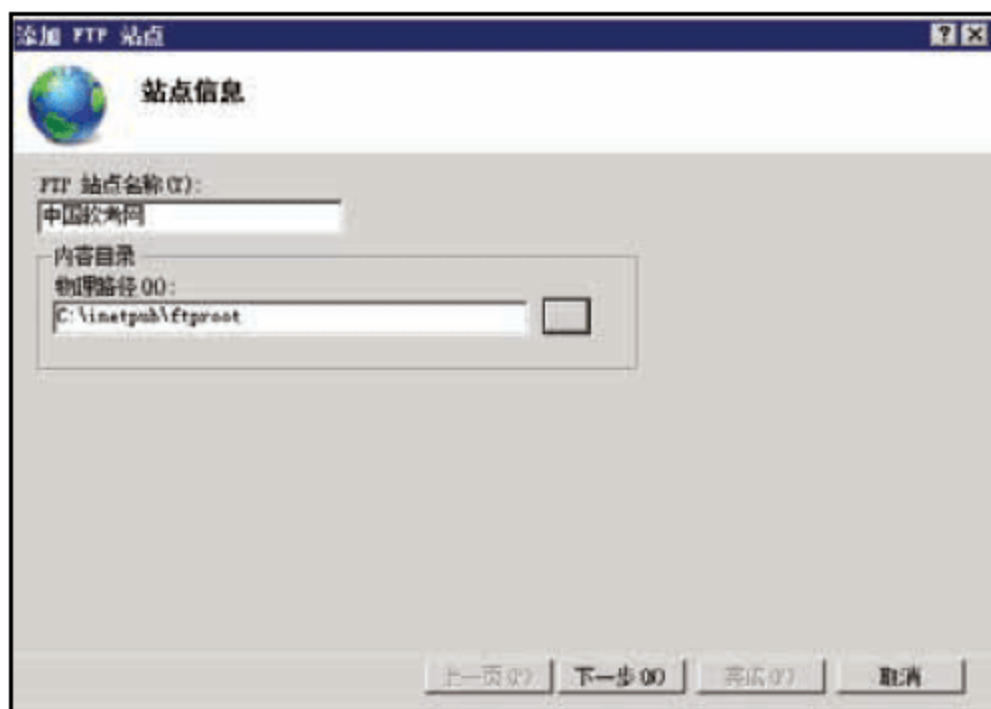 添加 FTP 站点
站点信息
FTP 站点名称(T):
中国软考网
内容目录
物理路径(H):
C:\inetpub\ftproot
上一页(P)
下一步(N)
完成(F)
取消